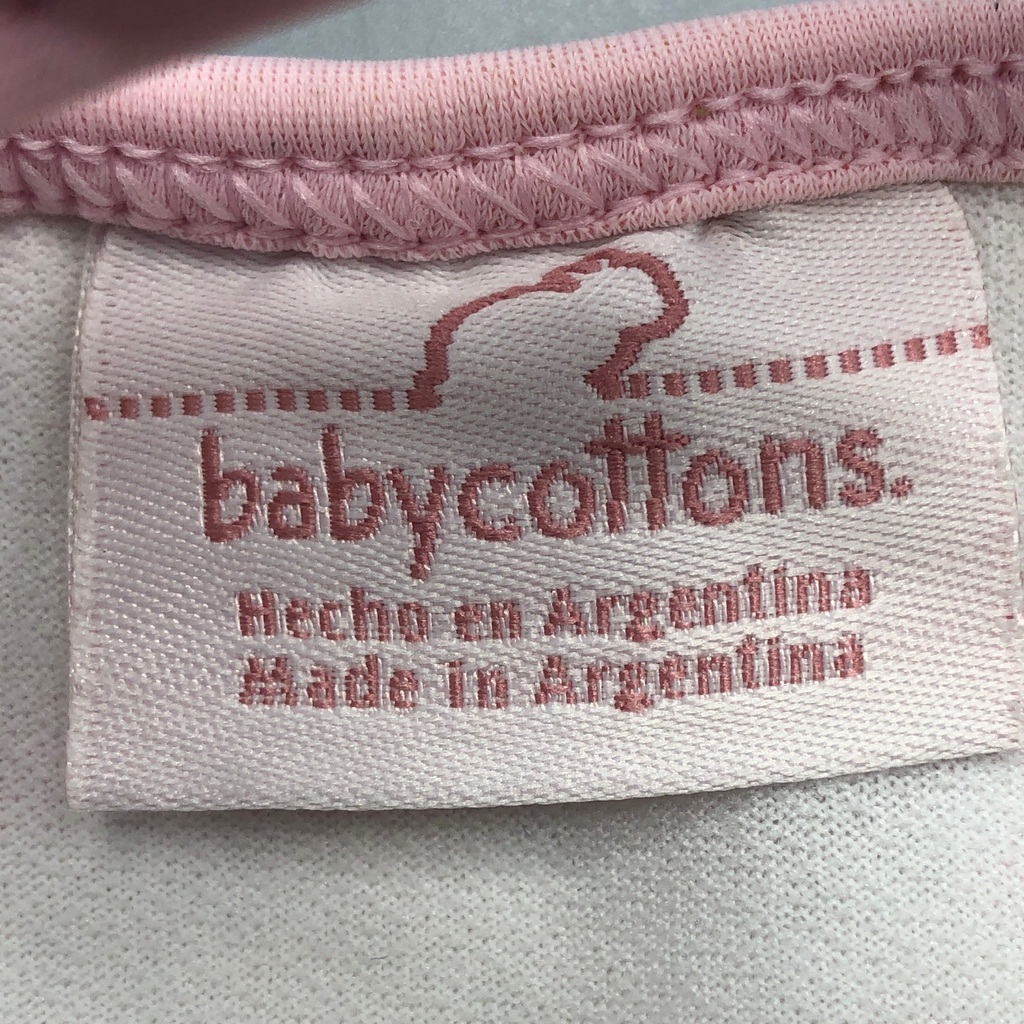 babycottons.
Hecho en Argentina
Made in Argentina